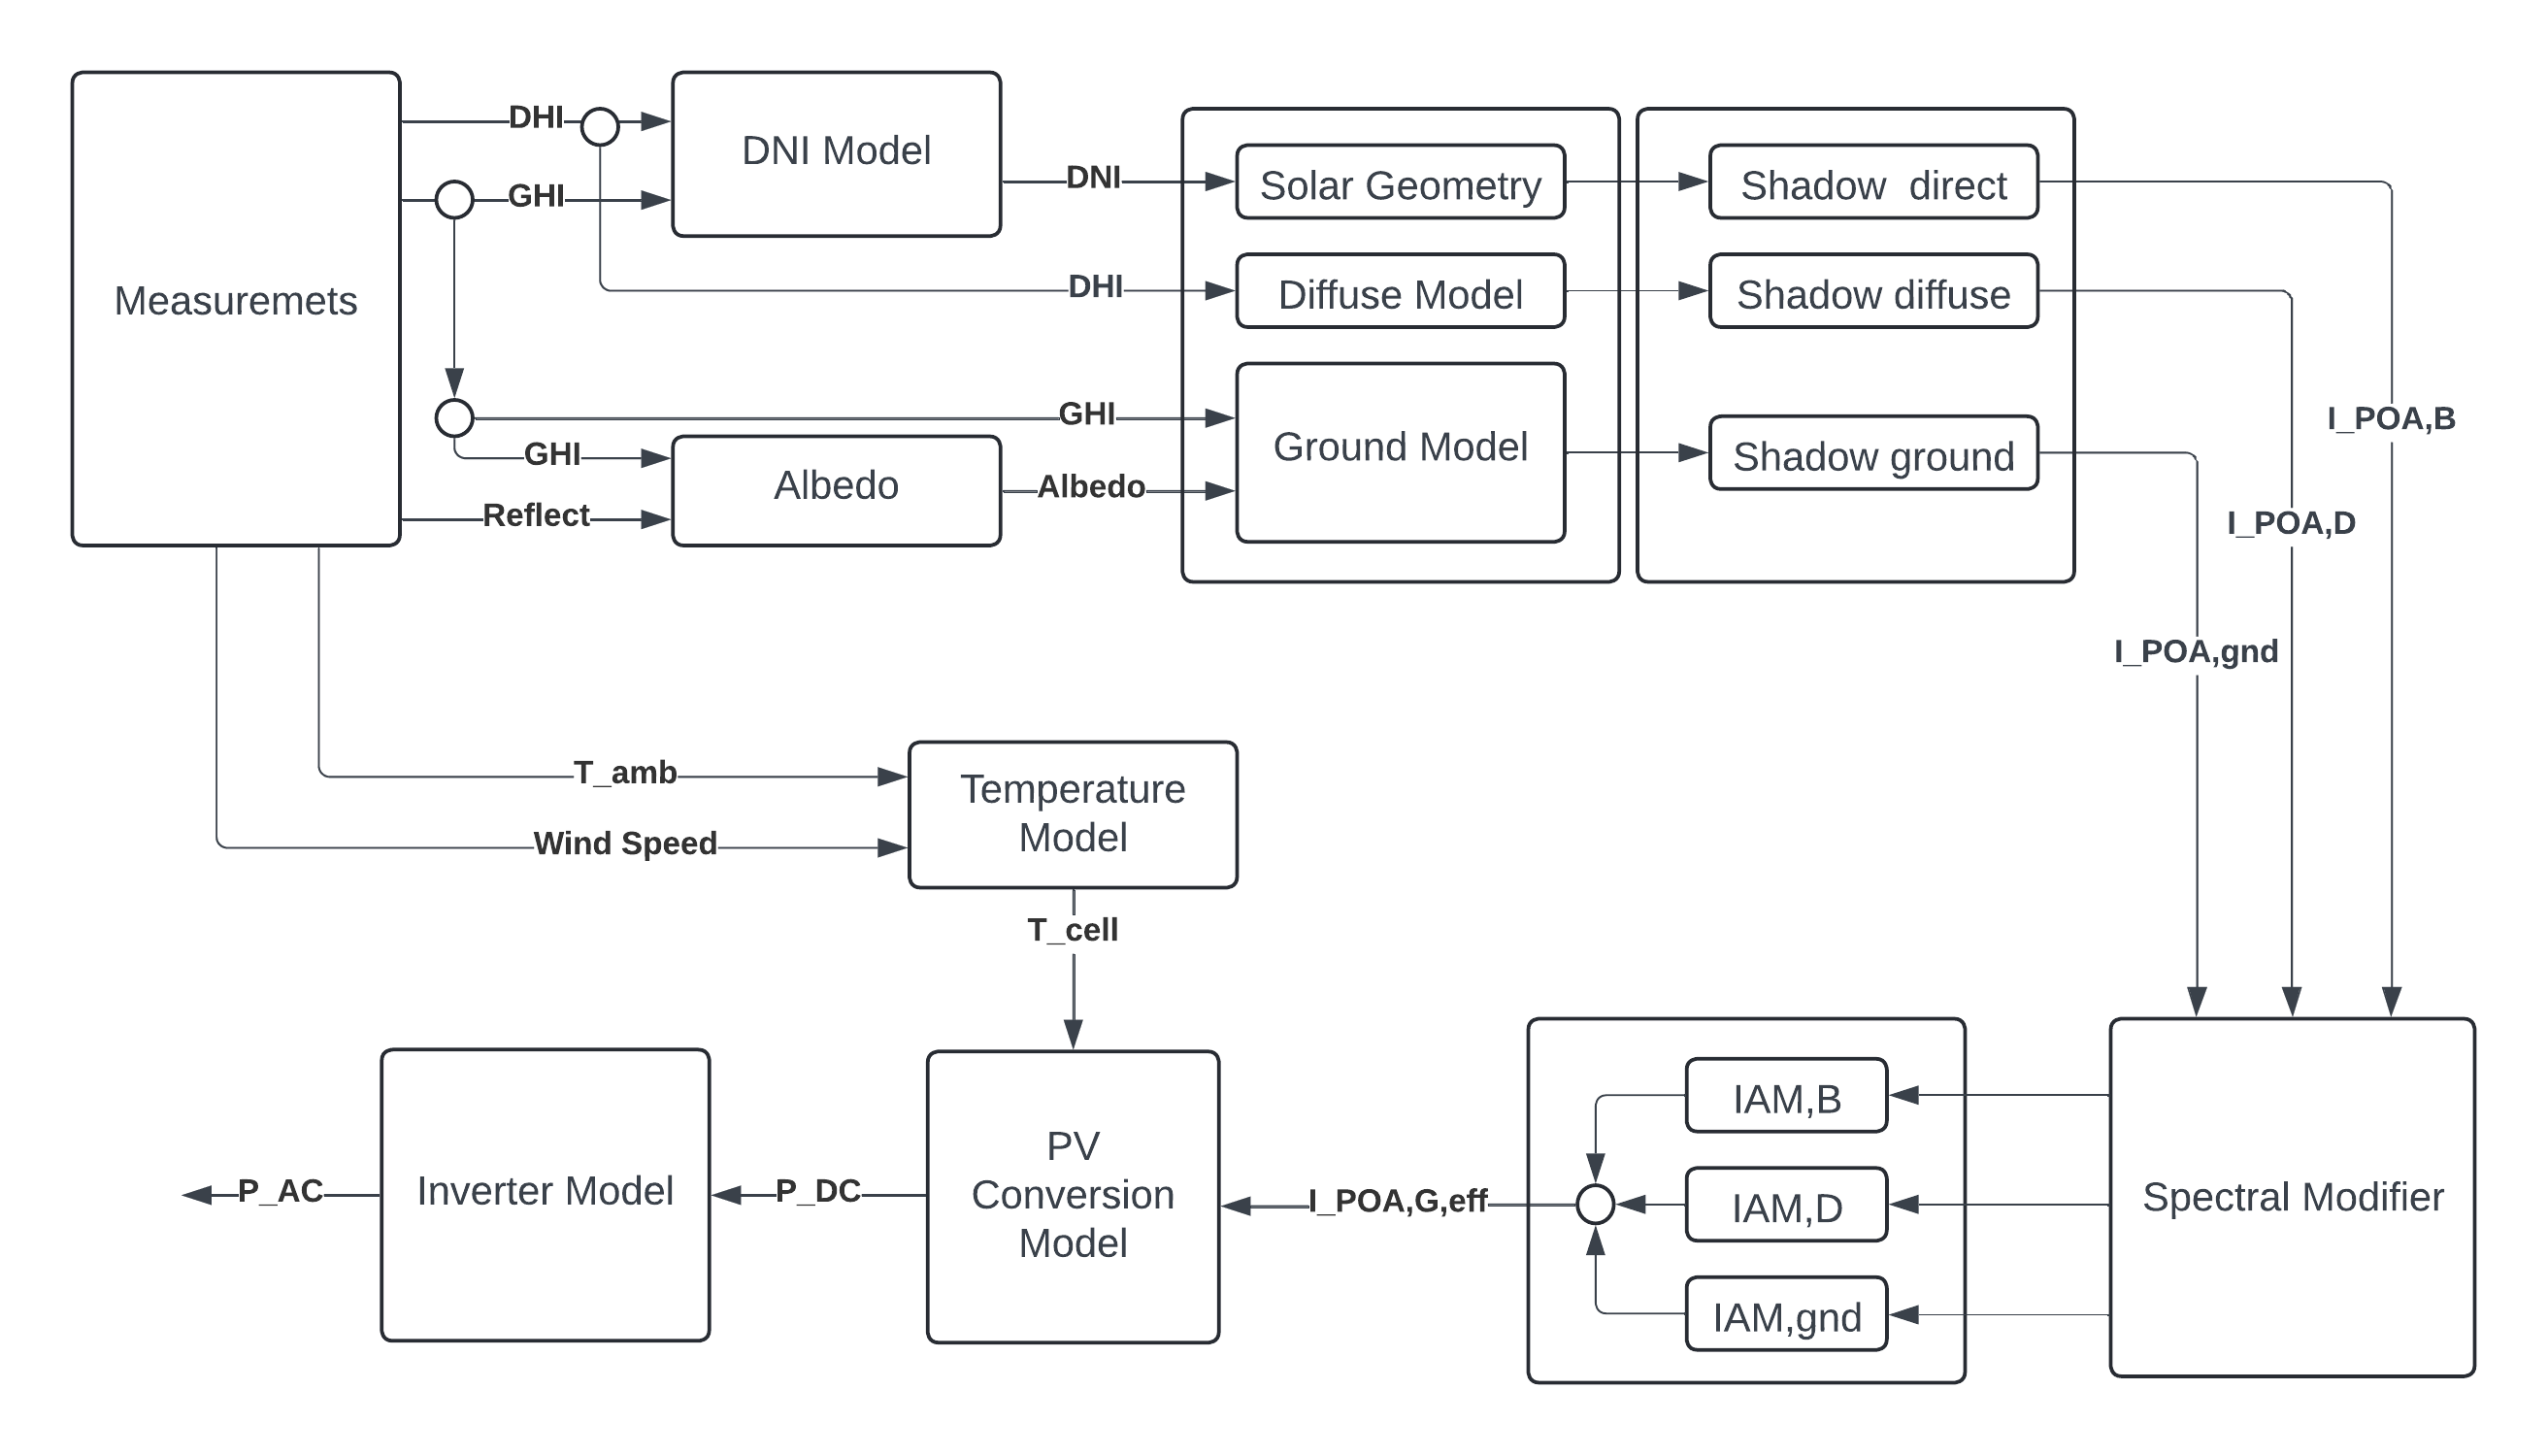 Measuremets
DHI
GHI
DNI Model
DNI
DHI
GHI
GHI
Reflect
Albedo
Albedo
Solar Geometry
Diffuse Model
Ground Model
Shadow  direct
Shadow diffuse
Shadow ground
I_POA,B
I_POA,D
I_POA,gnd
T_amb
Wind Speed
Temperature
Model
T_cell
Spectral Modifier
IAM,B
IAM,D
IAM,gnd
I_POA,G,eff
PV
Conversion
Model
P_DC
Inverter Model
P_AC